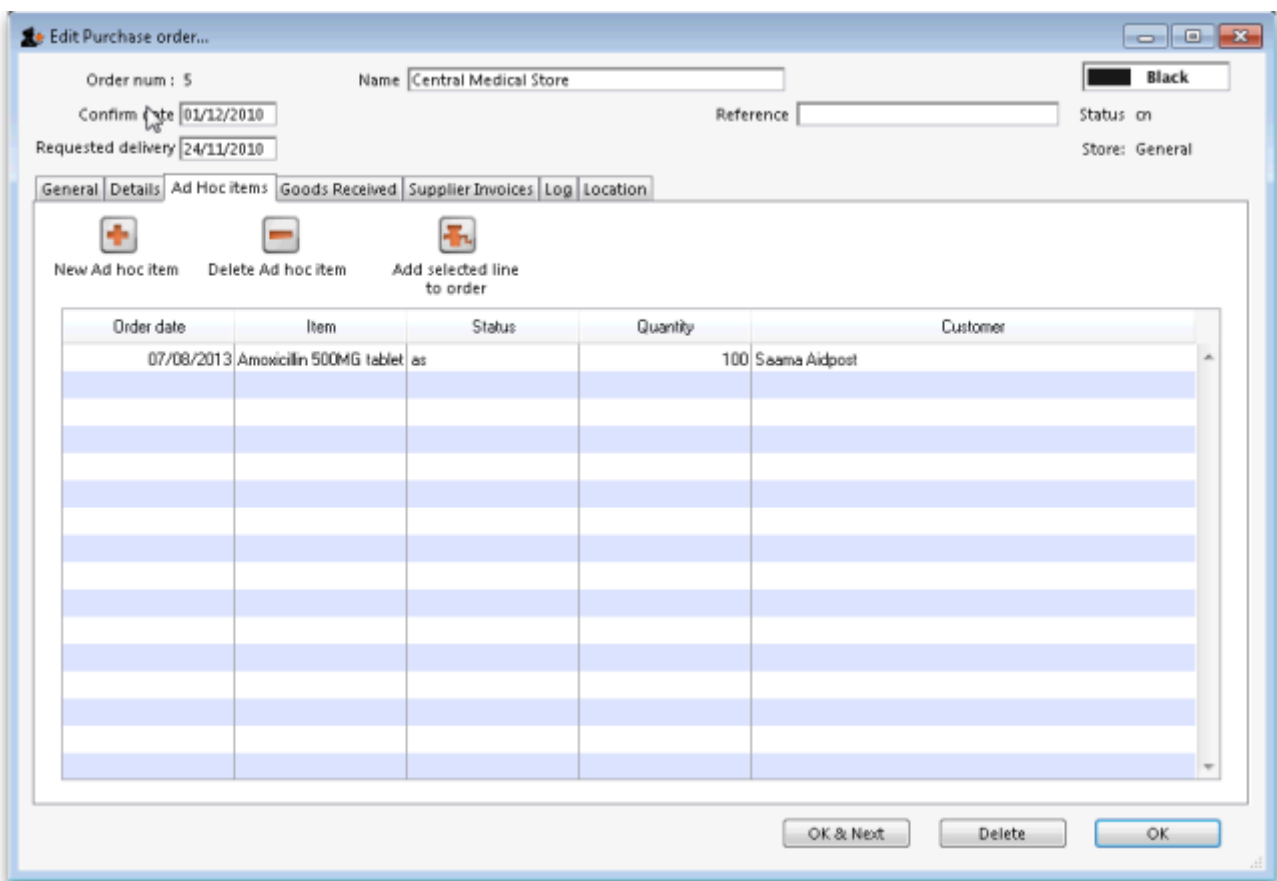 Edit Purchase order...
Order num : 5 Name Central Medical Store Black
Confirm date 01/12/2010 Reference Status cn
Requested delivery 24/11/2010 Store: General
General Details Ad Hoc items Goods Received Supplier Invoices Log Location
New Ad hoc item Delete Ad hoc item Add selected line
to order
Order date Item Status Quantity Customer
07/08/2013 Amoxicillin 500MG tablet as 100 Saama Aidpost
OK & Next Delete OK